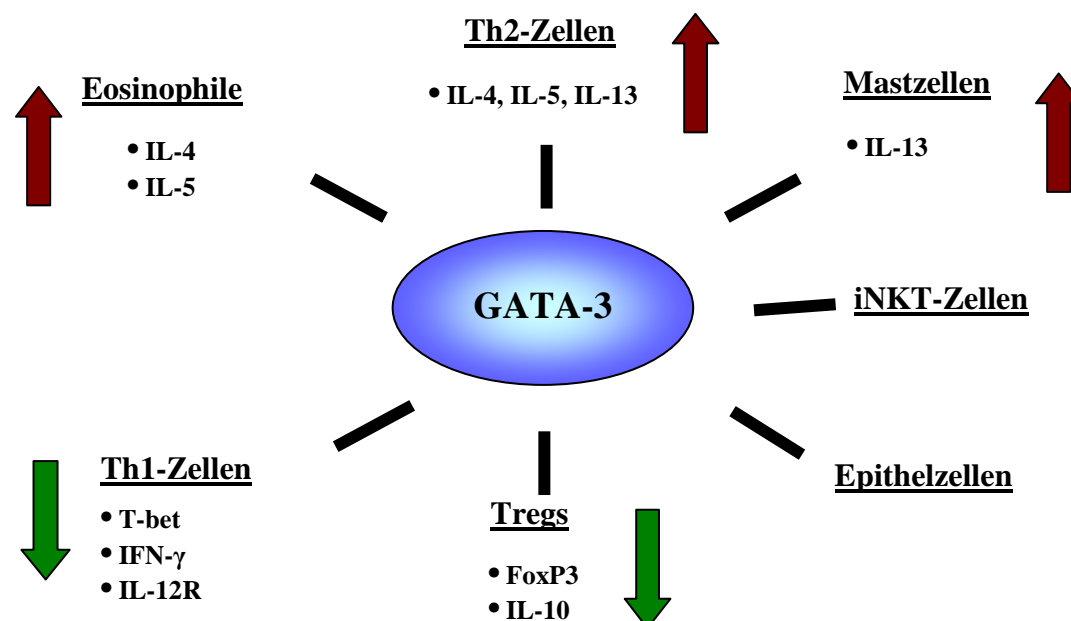 Th2-Zellen
• IL-4, IL-5, IL-13
Eosinophile
• IL-4
• IL-5
Mastzellen
• IL-13
GATA-3
iNKT-Zellen
Th1-Zellen
• T-bet
• IFN-γ
• IL-12R
Tregs
• FoxP3
• IL-10
Epithelzellen